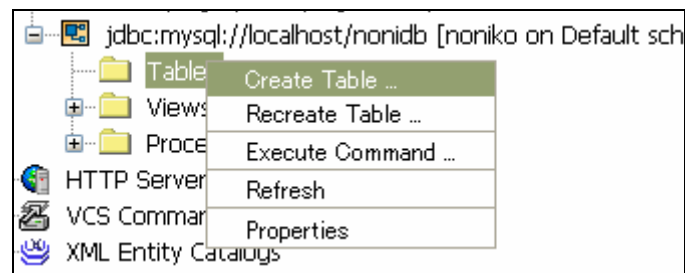 jdbc:mysql://localhost/nonidb [noniko on Default sch
Table
Create Table ...
Views
Recreate Table ...
Proce
Execute Command ...
HTTP Server
Refresh
VCS Comman
Properties
XML Entity Catalogs